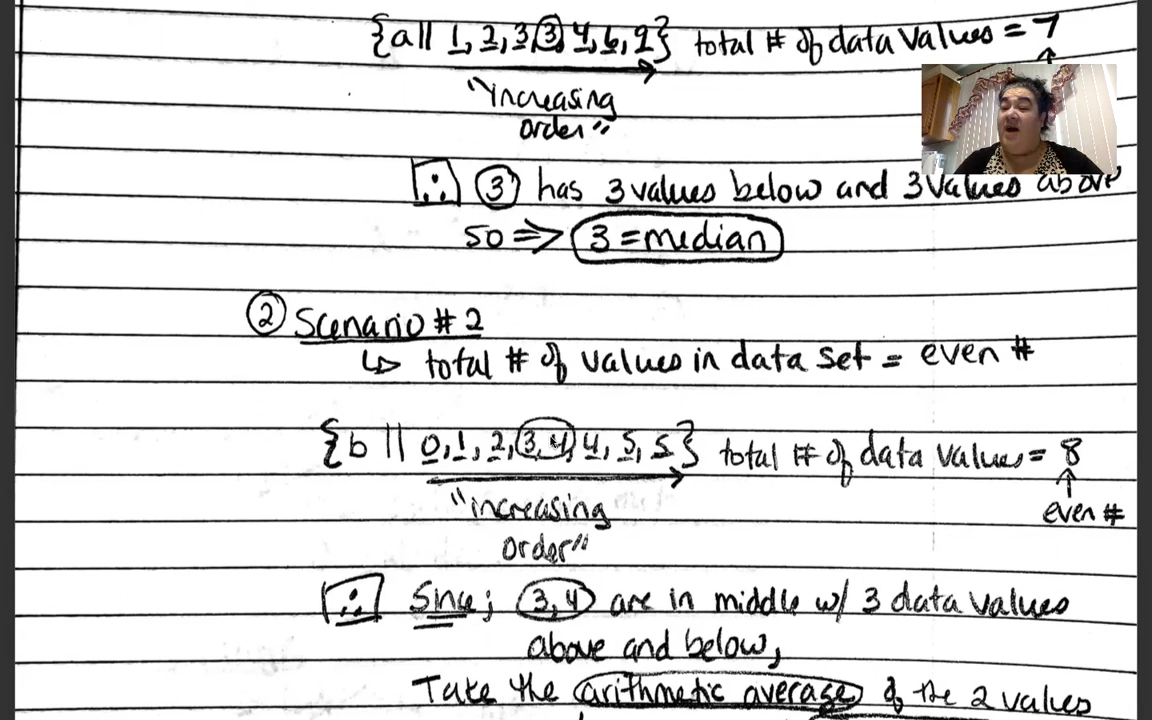 {a || 1, 2, 3, 3, 4, 6, 9} total # of data values = 7
"increasing
order"
∴ 3 has 3 values below and 3 values above
so ⇒ 3 = median
② Scenario # 2
↳ total # of values in data set = even #
{b || 0, 1, 2, 3, 4, 4, 5, 5} total # of data values = 8
"increasing
order"
even #
∴ Since; 3, 4 are in middle w/ 3 data values
above and below,
Take the arithmetic average of the 2 values